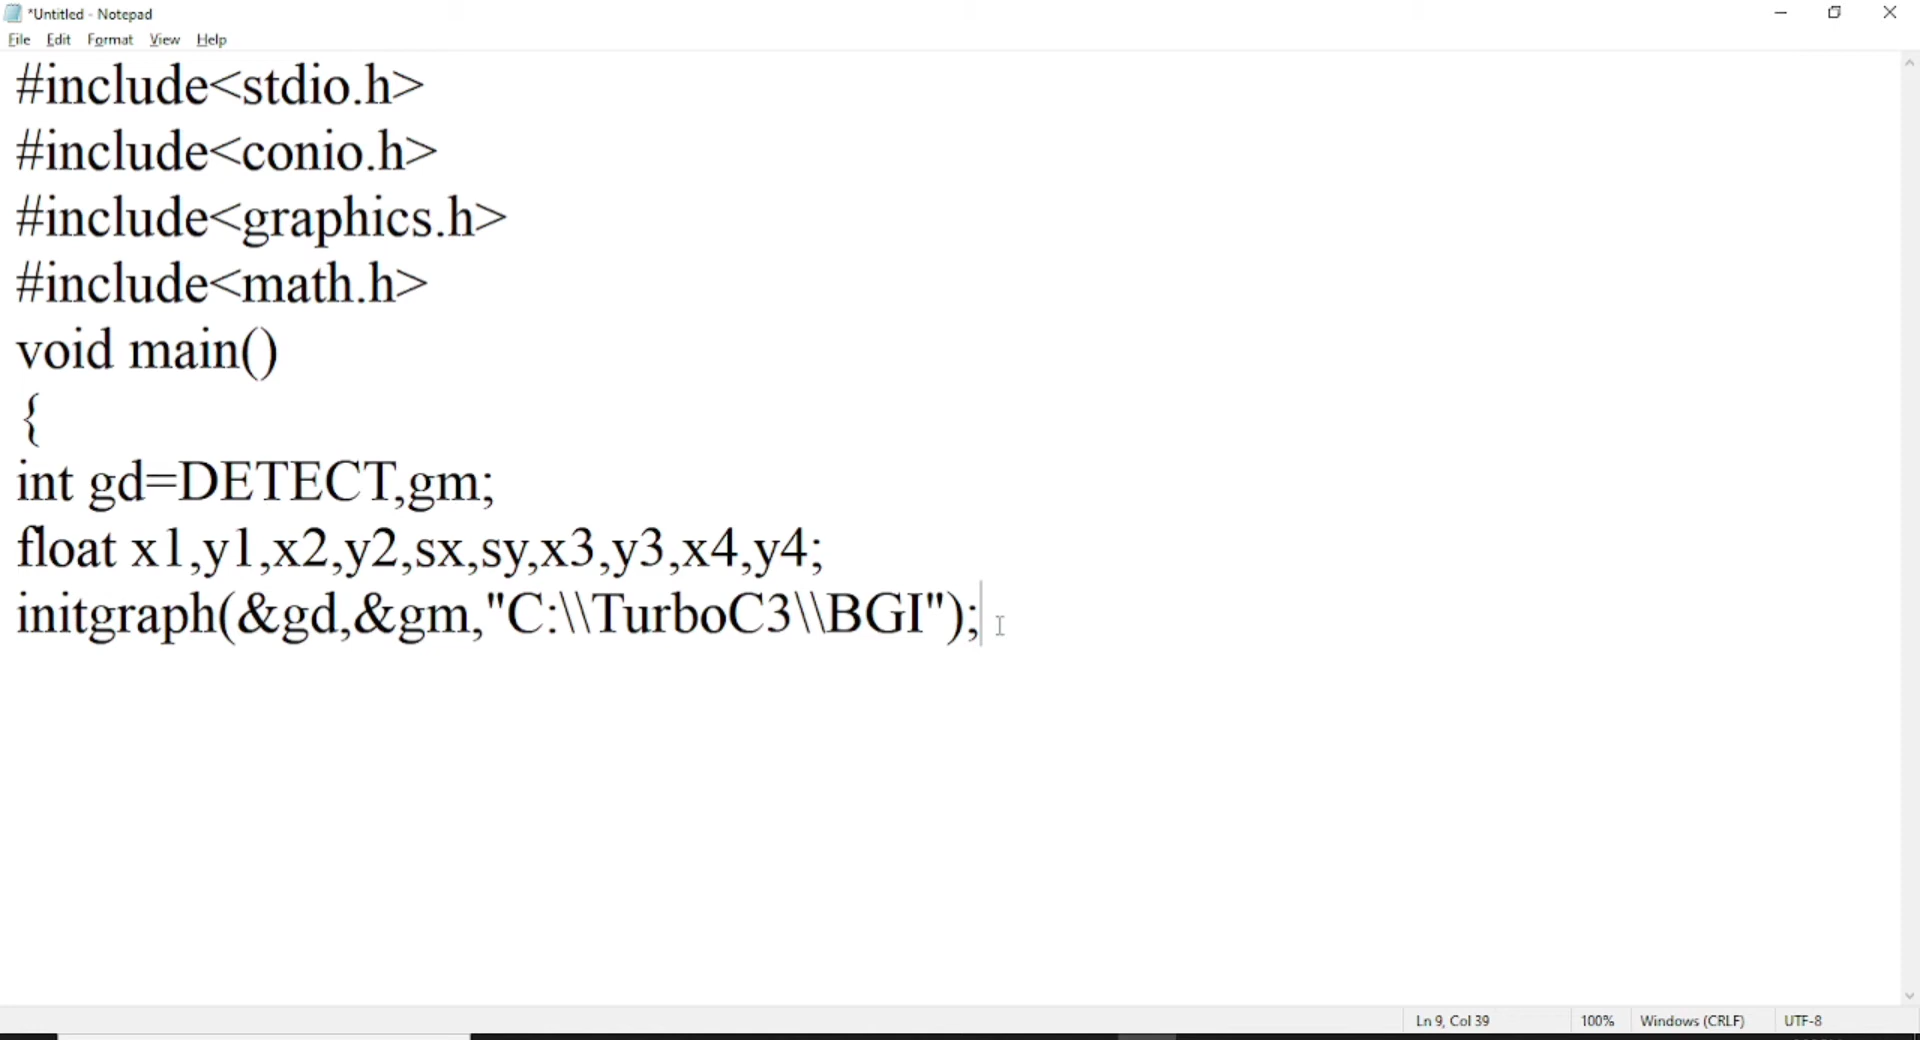 *Untitled - Notepad
File Edit Format View Help
#include<stdio.h>
#include<conio.h>
#include<graphics.h>
#include<math.h>
void main()
{
int gd=DETECT,gm;
float x1,y1,x2,y2,sx,sy,x3,y3,x4,y4;
initgraph(&gd,&gm,"C:\\TurboC3\\BGI");
Ln 9, Col 39 100% Windows (CRLF) UTF-8